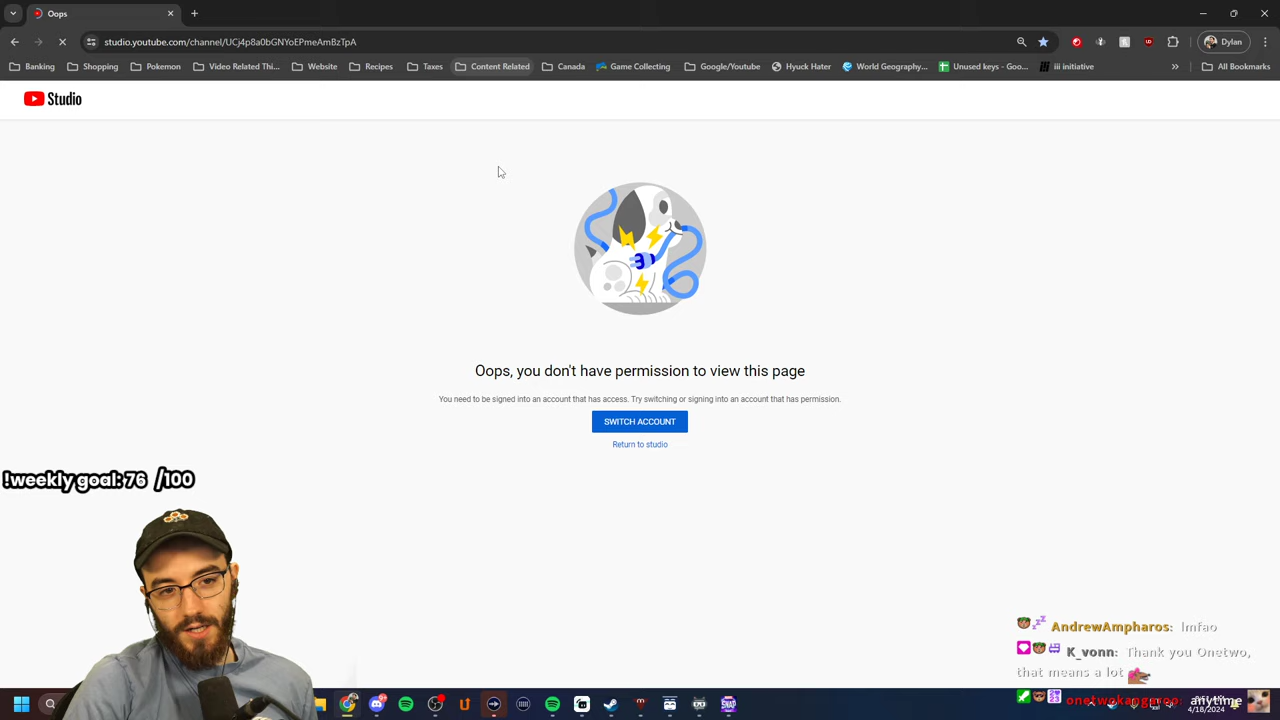 Oops
studio.youtube.com/channel/UCj4p8a0bGNYoEPmeAmBzTpA
Dylan
Banking Shopping Pokemon Video Related Thi... Website Recipes Taxes Content Related Canada Game Collecting Google/Youtube Hyuck Hater World Geography... Unused keys - Goo... iii initiative » All Bookmarks
Studio
Oops, you don't have permission to view this page
You need to be signed into an account that has access. Try switching or signing into an account that has permission.
SWITCH ACCOUNT
Return to studio
!weekly goal: 76 /100
AndrewAmpharos: lmfao
K_vonn: Thank you Onetwo,
that means a lot
onetwokangaroo: anytime
4/18/2024